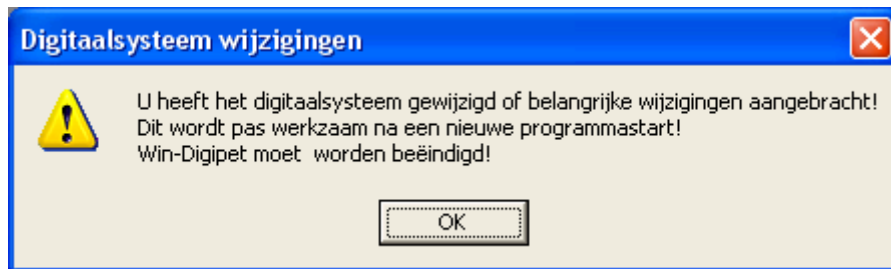 Digitaalsysteem wijzigingen
U heeft het digitaalsysteem gewijzigd of belangrijke wijzigingen aangebracht!
Dit wordt pas werkzaam na een nieuwe programmastart!
Win-Digipet moet  worden beëindigd!
OK